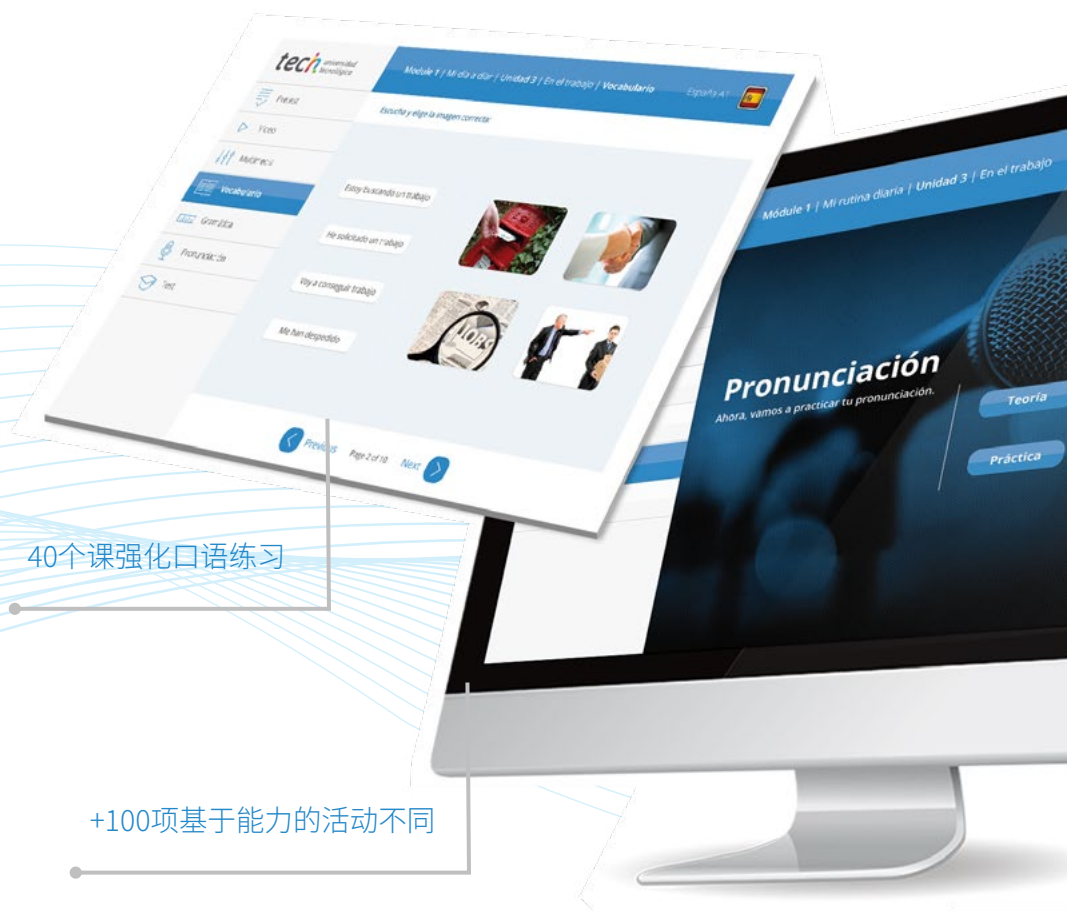 tech universidad
tecnológica
Module 1 | Mi día a diar | Unidad 3 | En el trabajo | Vocabulario
España A1
Escucha y elige la imagen correcta:
Video
Vocabulario
Gramática
Pronunciación
Test
Estoy buscando un trabajo
He solicitado un trabajo
Voy a conseguir trabajo
Me han despedido
JOBS
Previous Page 2 of 10 Next
Módule 1 | Mi rutina diaria | Unidad 3 | En el trabajo
Pronunciación
Ahora, vamos a practicar tu pronunciación.
Teoría
Práctica
40个课强化口语练习
+100项基于能力的活动不同